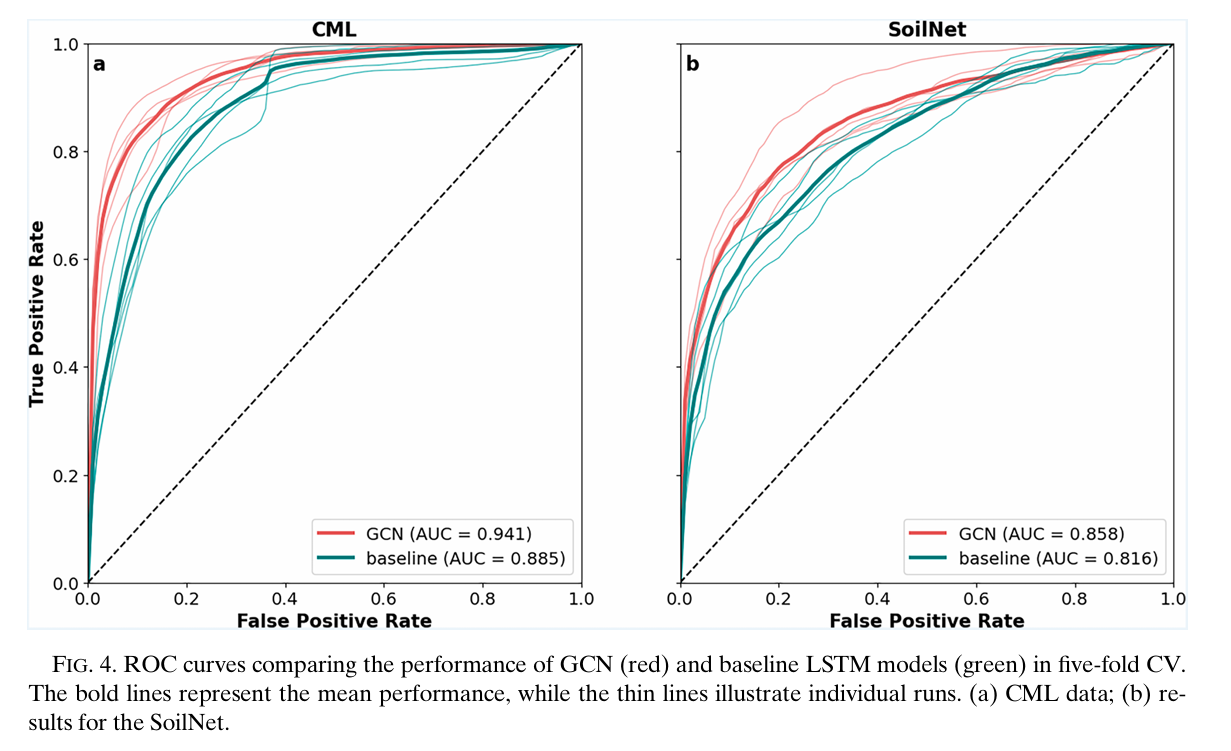 CML
SoilNet
a
b
1.0
0.8
0.6
0.4
0.2
0.0
True Positive Rate
GCN (AUC = 0.941)
baseline (AUC = 0.885)
GCN (AUC = 0.858)
baseline (AUC = 0.816)
0.0 0.2 0.4 0.6 0.8 1.0
0.0 0.2 0.4 0.6 0.8 1.0
False Positive Rate
False Positive Rate
FIG. 4. ROC curves comparing the performance of GCN (red) and baseline LSTM models (green) in five-fold CV.
The bold lines represent the mean performance, while the thin lines illustrate individual runs. (a) CML data; (b) re-
sults for the SoilNet.